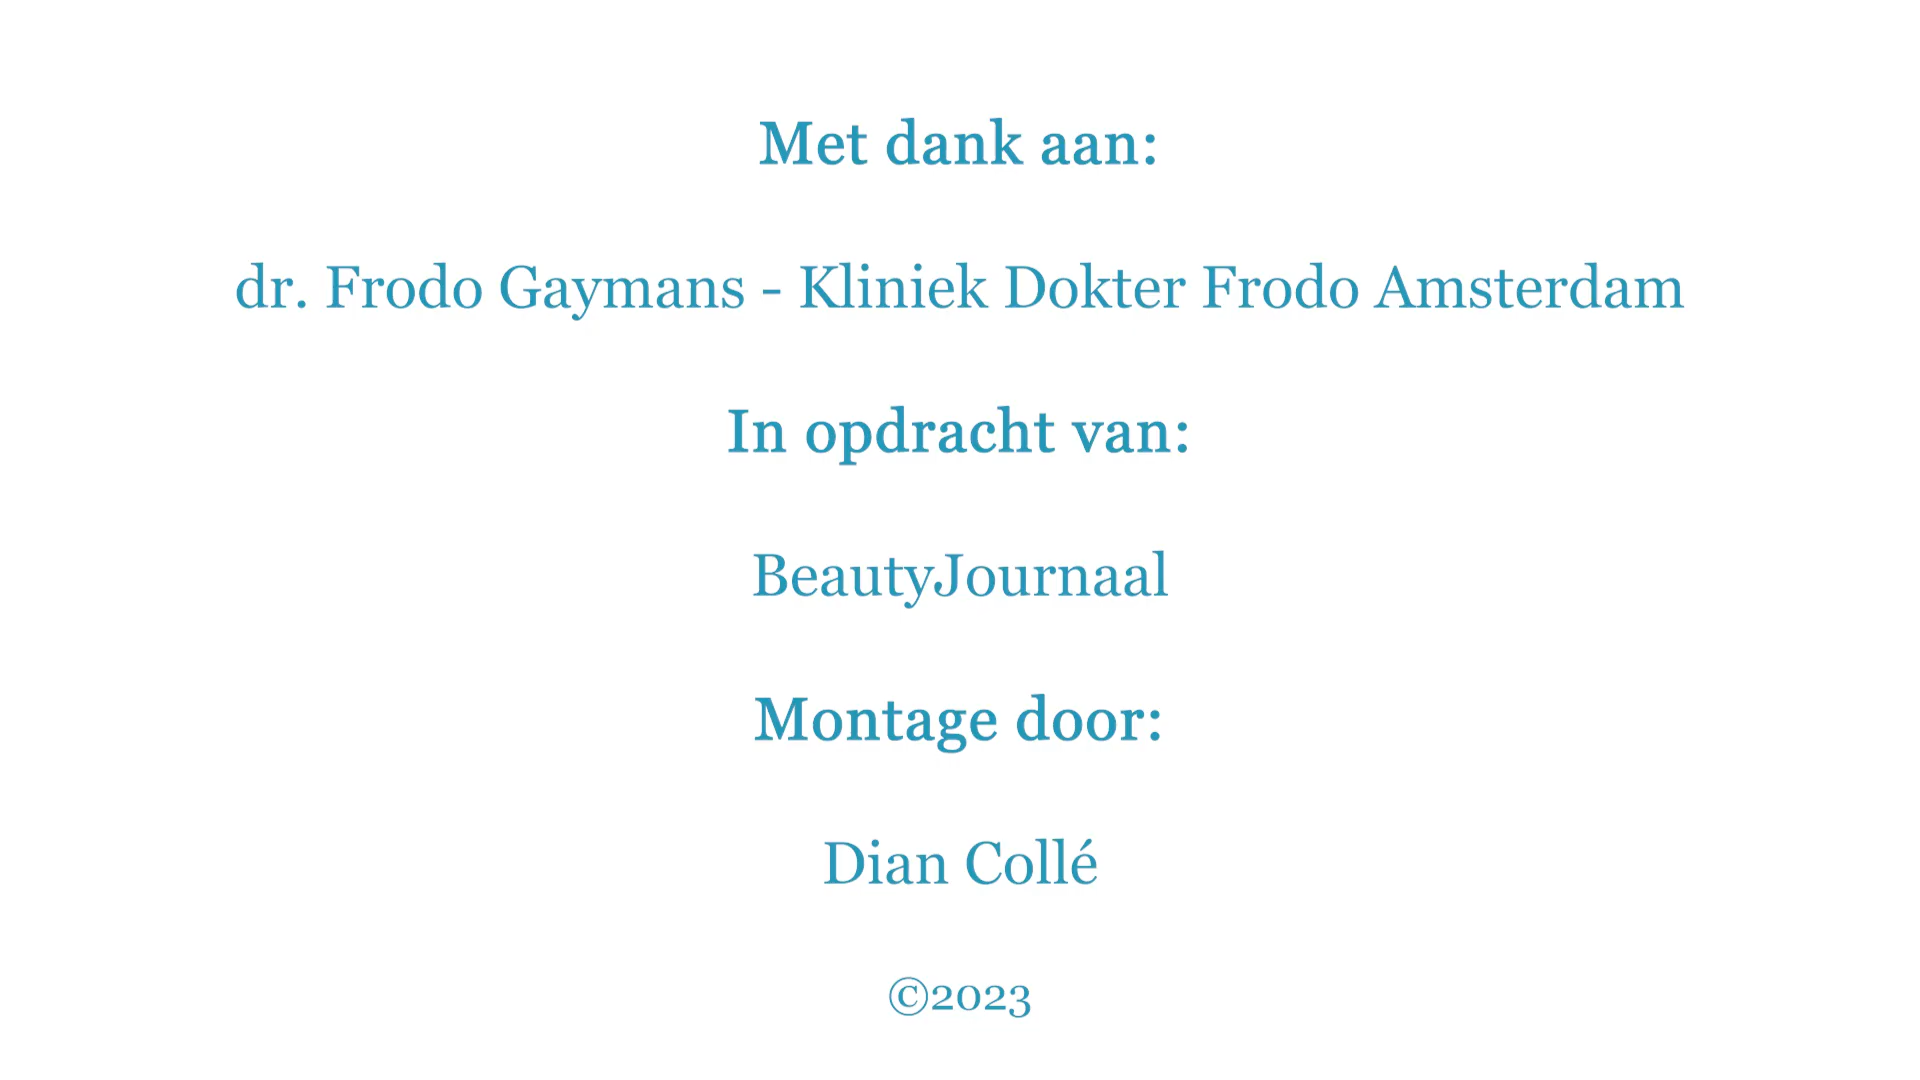 Met dank aan:
dr. Frodo Gaymans - Kliniek Dokter Frodo Amsterdam
In opdracht van:
BeautyJournaal
Montage door:
Dian Collé
©2023